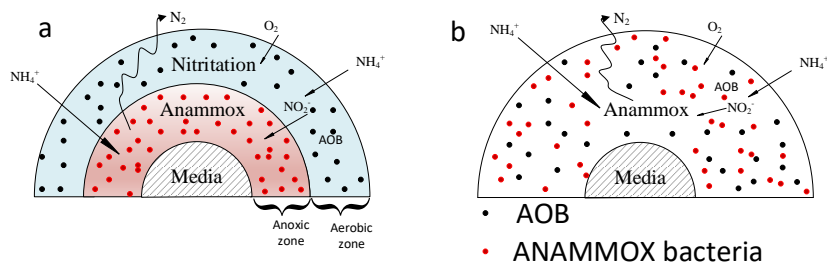 a
N₂
O₂
Nitritation
NH₄⁺
NH₄⁺
Anammox
NO₂⁻
AOB
Media
Anoxic
zone
Aerobic
zone
b
N₂
O₂
NH₄⁺
AOB
NH₄⁺
Anammox
NO₂⁻
Media
AOB
ANAMMOX bacteria